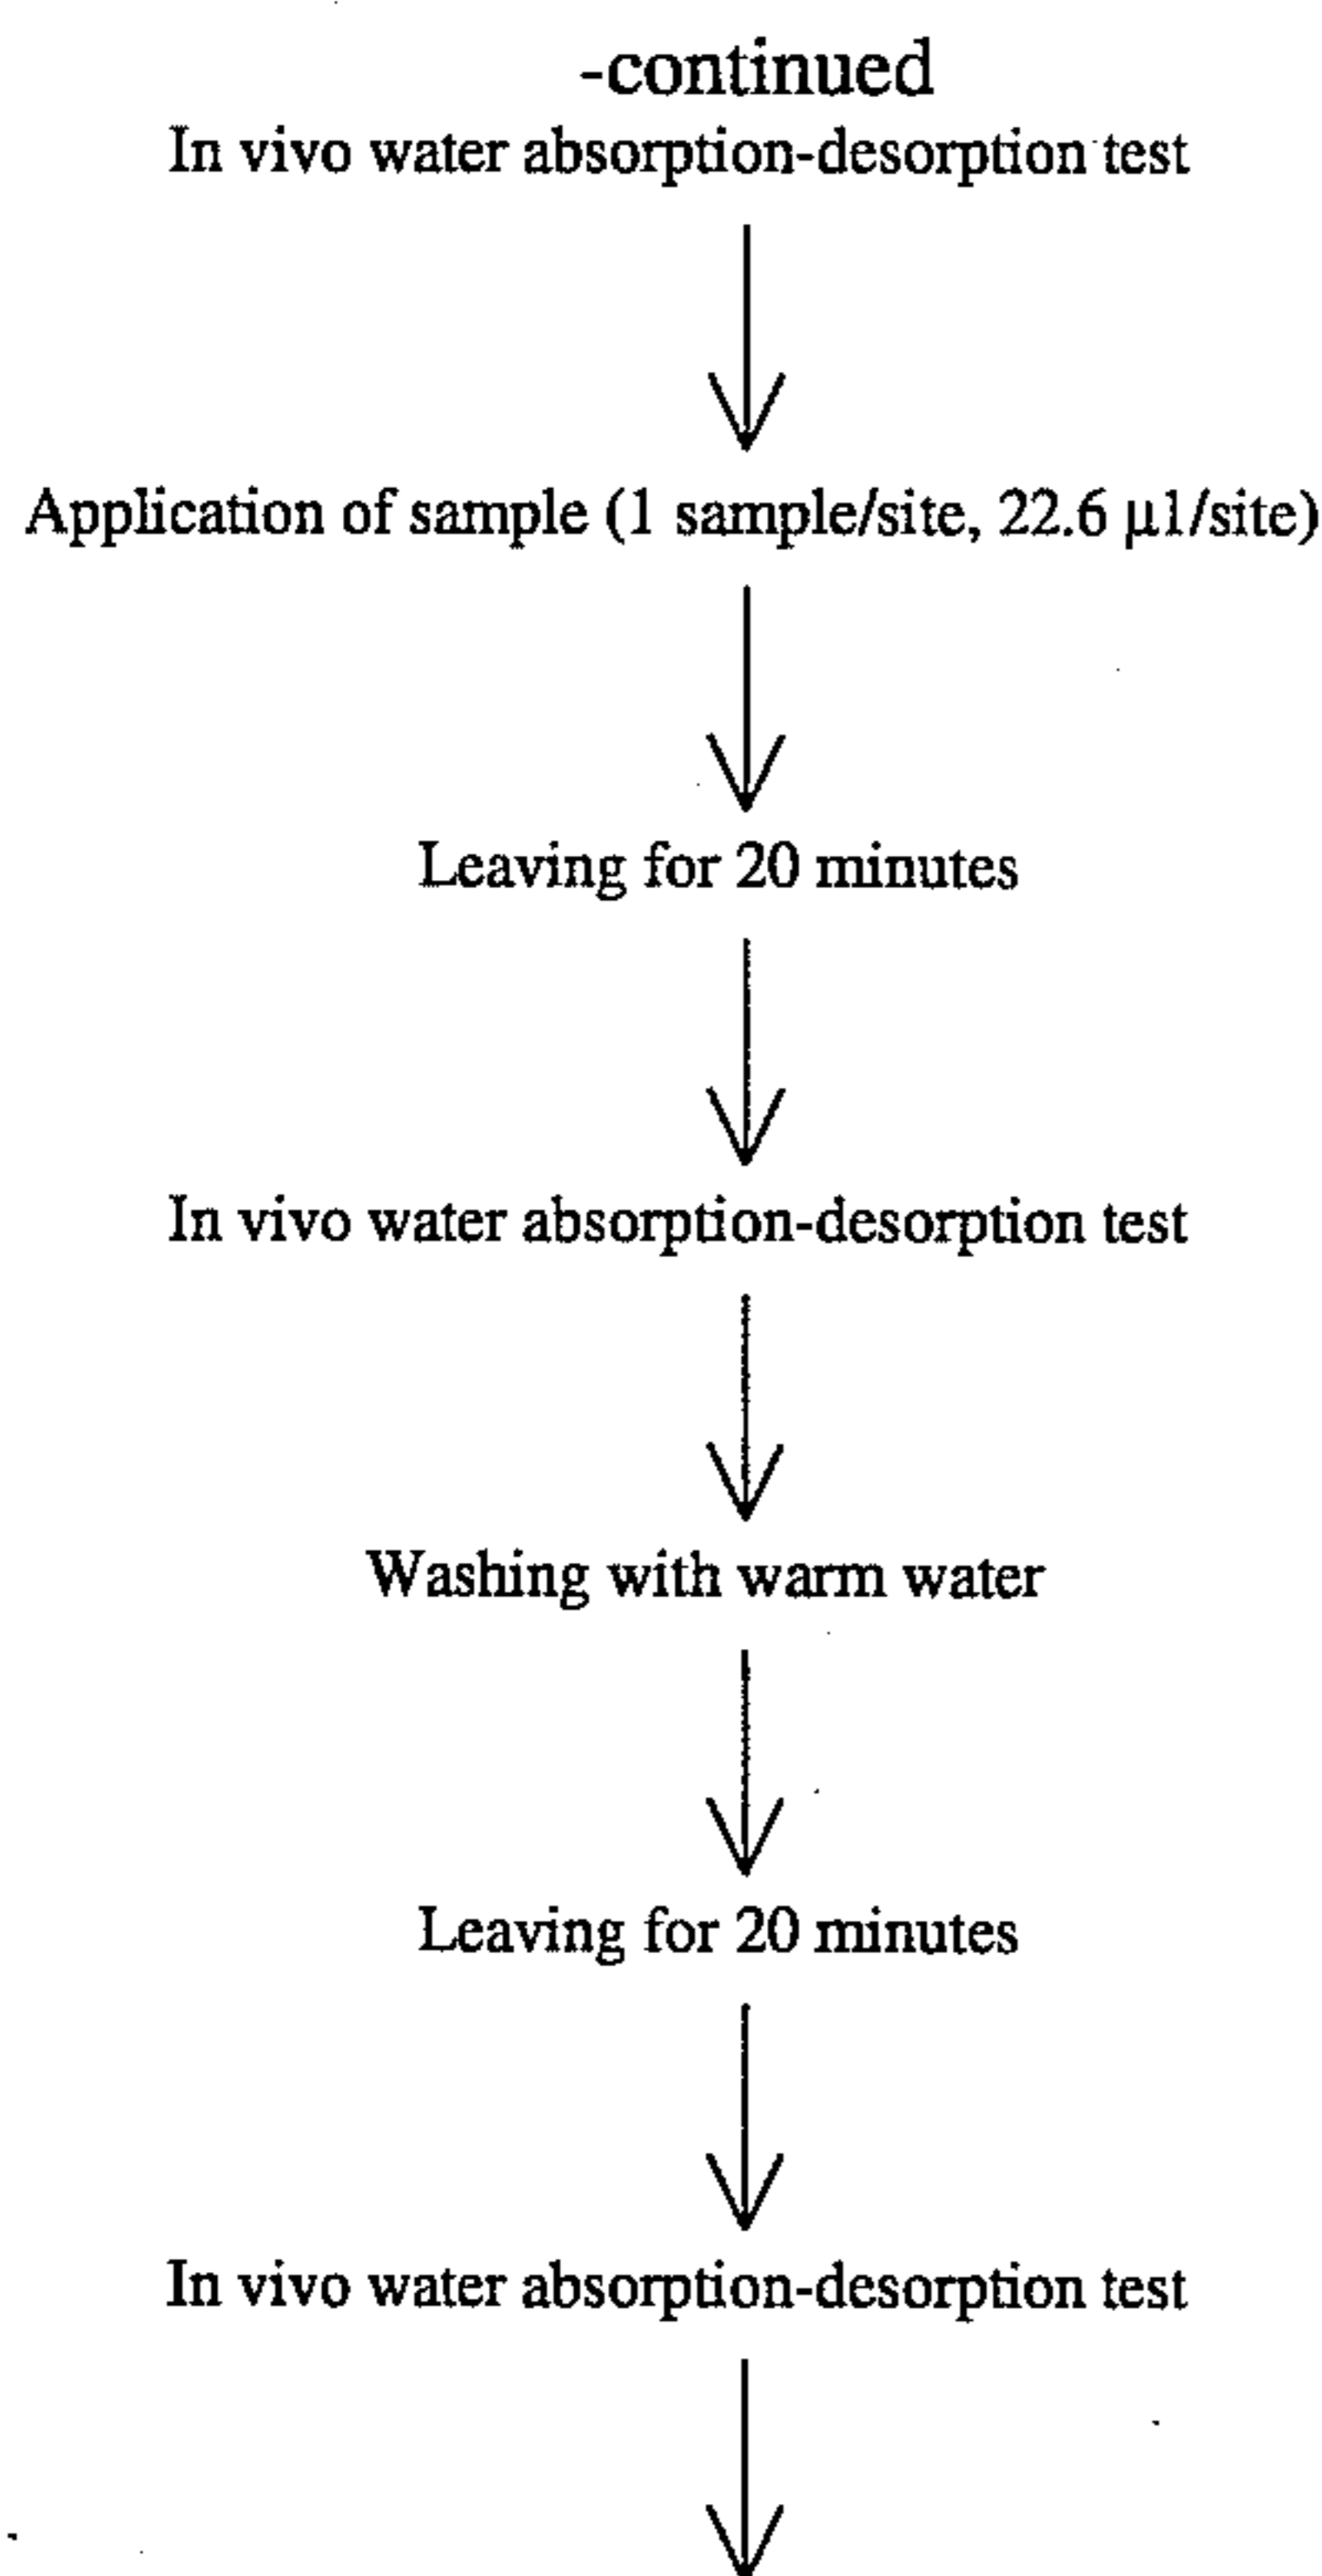 -continued
In vivo water absorption-desorption test
Application of sample (1 sample/site, 22.6 μl/site)
Leaving for 20 minutes
In vivo water absorption-desorption test
Washing with warm water
Leaving for 20 minutes
In vivo water absorption-desorption test